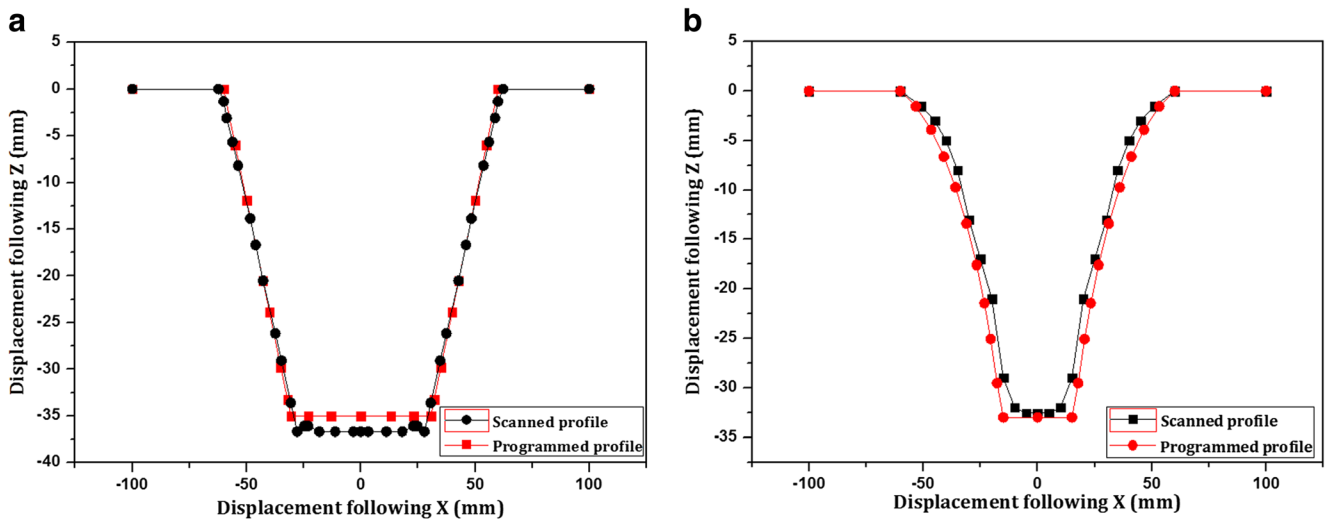 a
5
0
-5
-10
-15
-20
-25
-30
-35
-40
Displacement following Z (mm)
-100
-50
0
50
100
Displacement following X (mm)
Scanned profile
Programmed profile
b
5
0
-5
-10
-15
-20
-25
-30
-35
Displacement following Z (mm)
-100
-50
0
50
100
Displacement following X (mm)
Scanned profile
Programmed profile